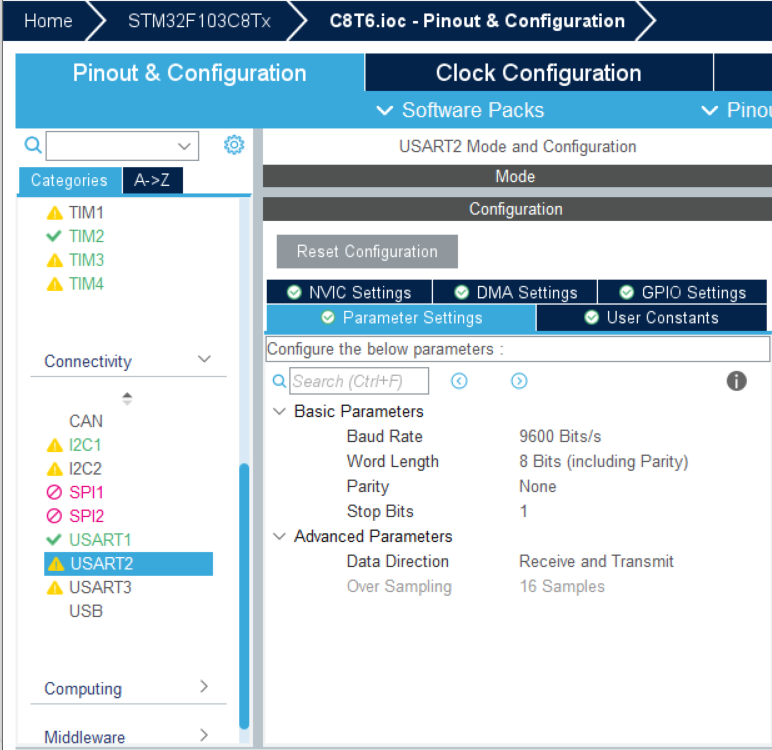 Home STM32F103C8Tx C8T6.ioc - Pinout & Configuration
Pinout & Configuration Clock Configuration
Software Packs Pinou
USART2 Mode and Configuration
Categories A->Z
Mode
Configuration
TIM1
TIM2
TIM3
TIM4
Connectivity
CAN
I2C1
I2C2
SPI1
SPI2
USART1
USART2
USART3
USB
Computing
Middleware
Reset Configuration
NVIC Settings DMA Settings GPIO Settings
Parameter Settings User Constants
Configure the below parameters :
Search (Ctrl+F)
Basic Parameters
Baud Rate 9600 Bits/s
Word Length 8 Bits (including Parity)
Parity None
Stop Bits 1
Advanced Parameters
Data Direction Receive and Transmit
Over Sampling 16 Samples